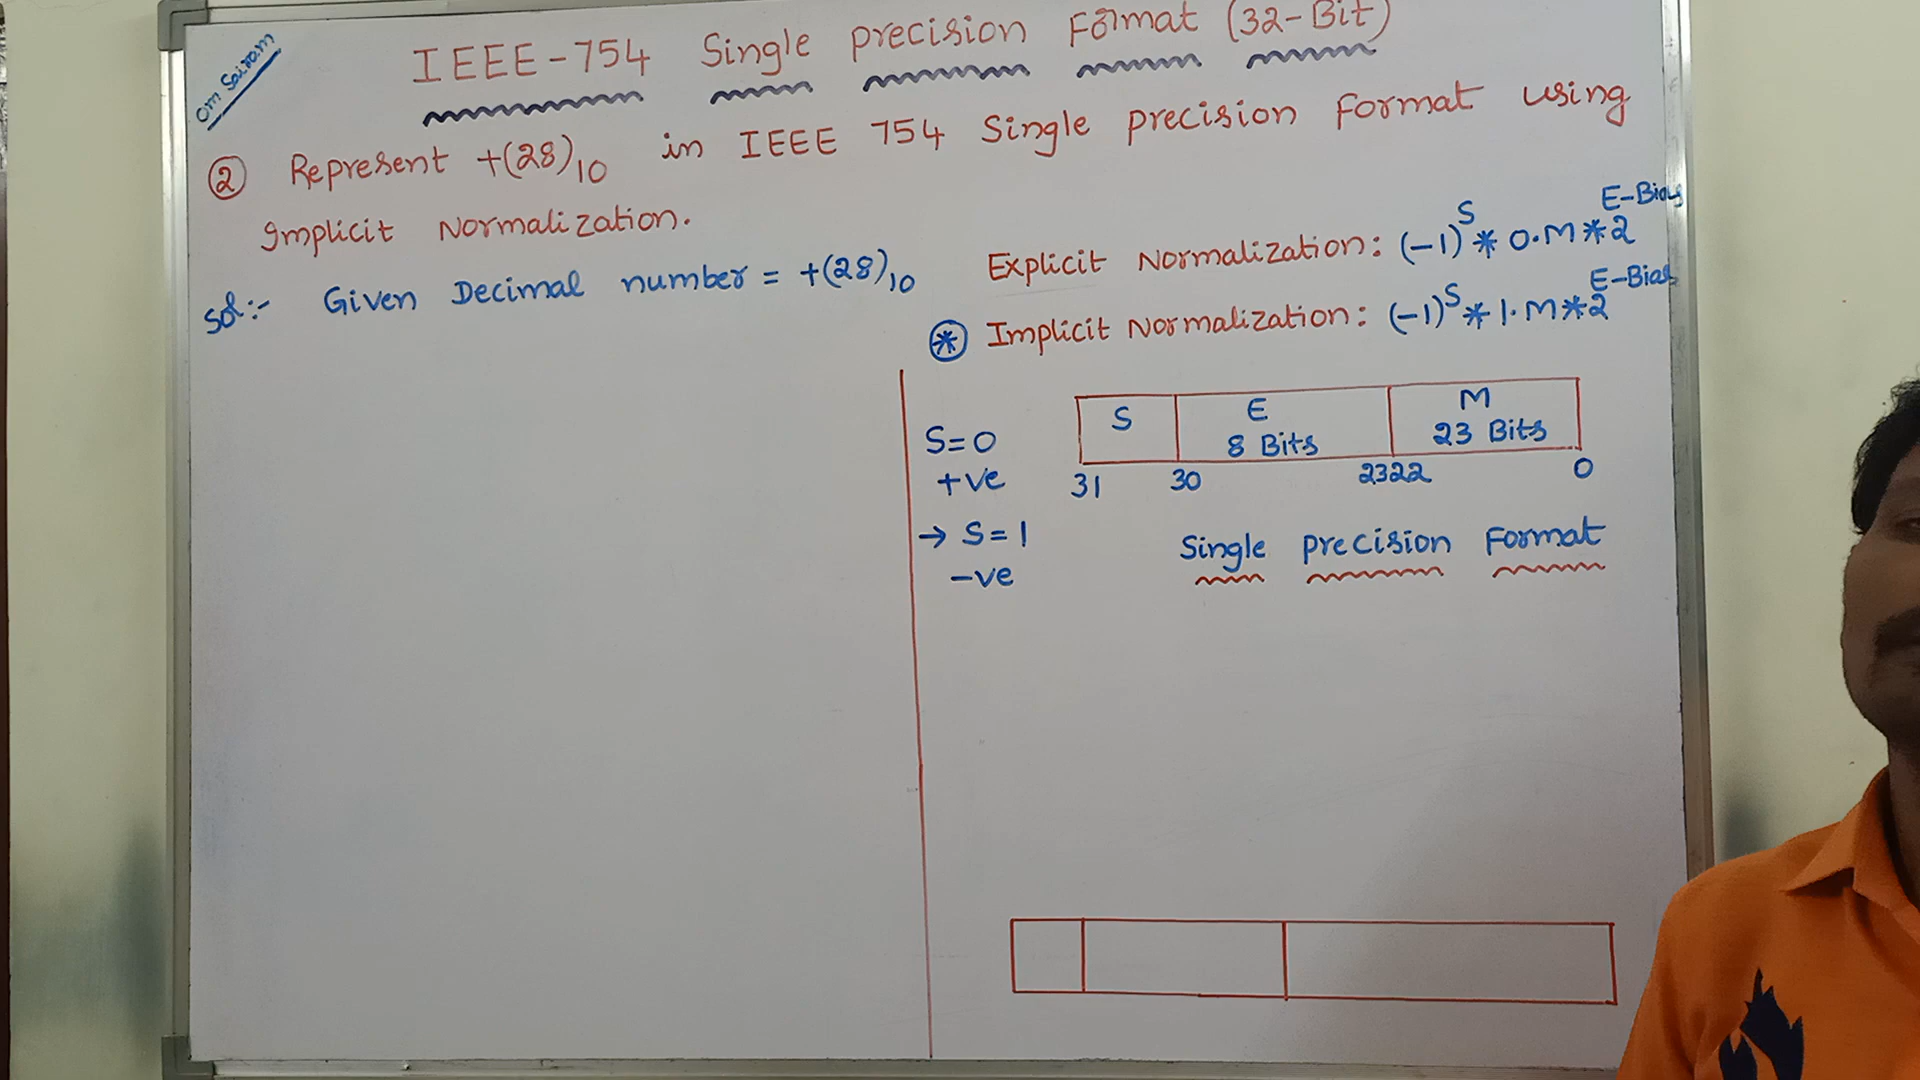 om Sairam
IEEE-754 Single precision Format (32-Bit)
② Represent +(28)₁₀ in IEEE 754 Single precision Format using
Implicit Normalization.
Sol:- Given Decimal number = +(28)₁₀
Explicit Normalization: (-1)^S * 0.M * 2^E-Bias
⊛ Implicit Normalization: (-1)^S * 1.M * 2^E-Bias
S E M
8 Bits 23 Bits
31 30 2322 0
S=0
+ve
→ S=1
-ve
Single precision Format